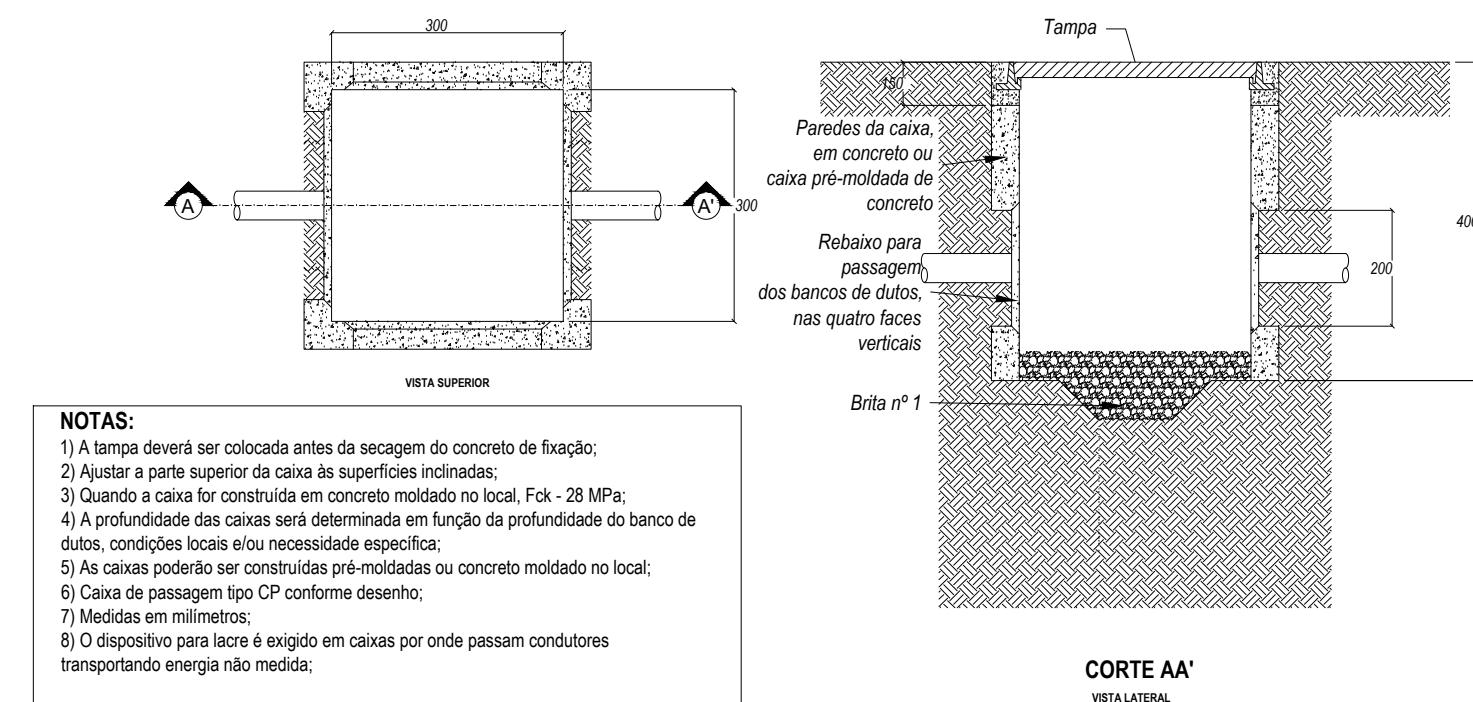 300
300
A
A'
VISTA SUPERIOR
NOTAS:
1) A tampa deverá ser colocada antes da secagem do concreto de fixação;
2) Ajustar a parte superior da caixa às superfícies inclinadas;
3) Quando a caixa for construída em concreto moldado no local, Fck - 28 MPa;
4) A profundidade das caixas será determinada em função da profundidade do banco de
dutos, condições locais e/ou necessidade específica;
5) As caixas poderão ser construídas pré-moldadas ou concreto moldado no local;
6) Caixa de passagem tipo CP conforme desenho;
7) Medidas em milímetros;
8) O dispositivo para lacre é exigido em caixas por onde passam condutores
transportando energia não medida;
Tampa
150
Paredes da caixa,
em concreto ou
caixa pré-moldada de
concreto
Rebaixo para
passagem
dos bancos de dutos,
nas quatro faces
verticais
Brita nº 1
200
400
CORTE AA'
VISTA LATERAL